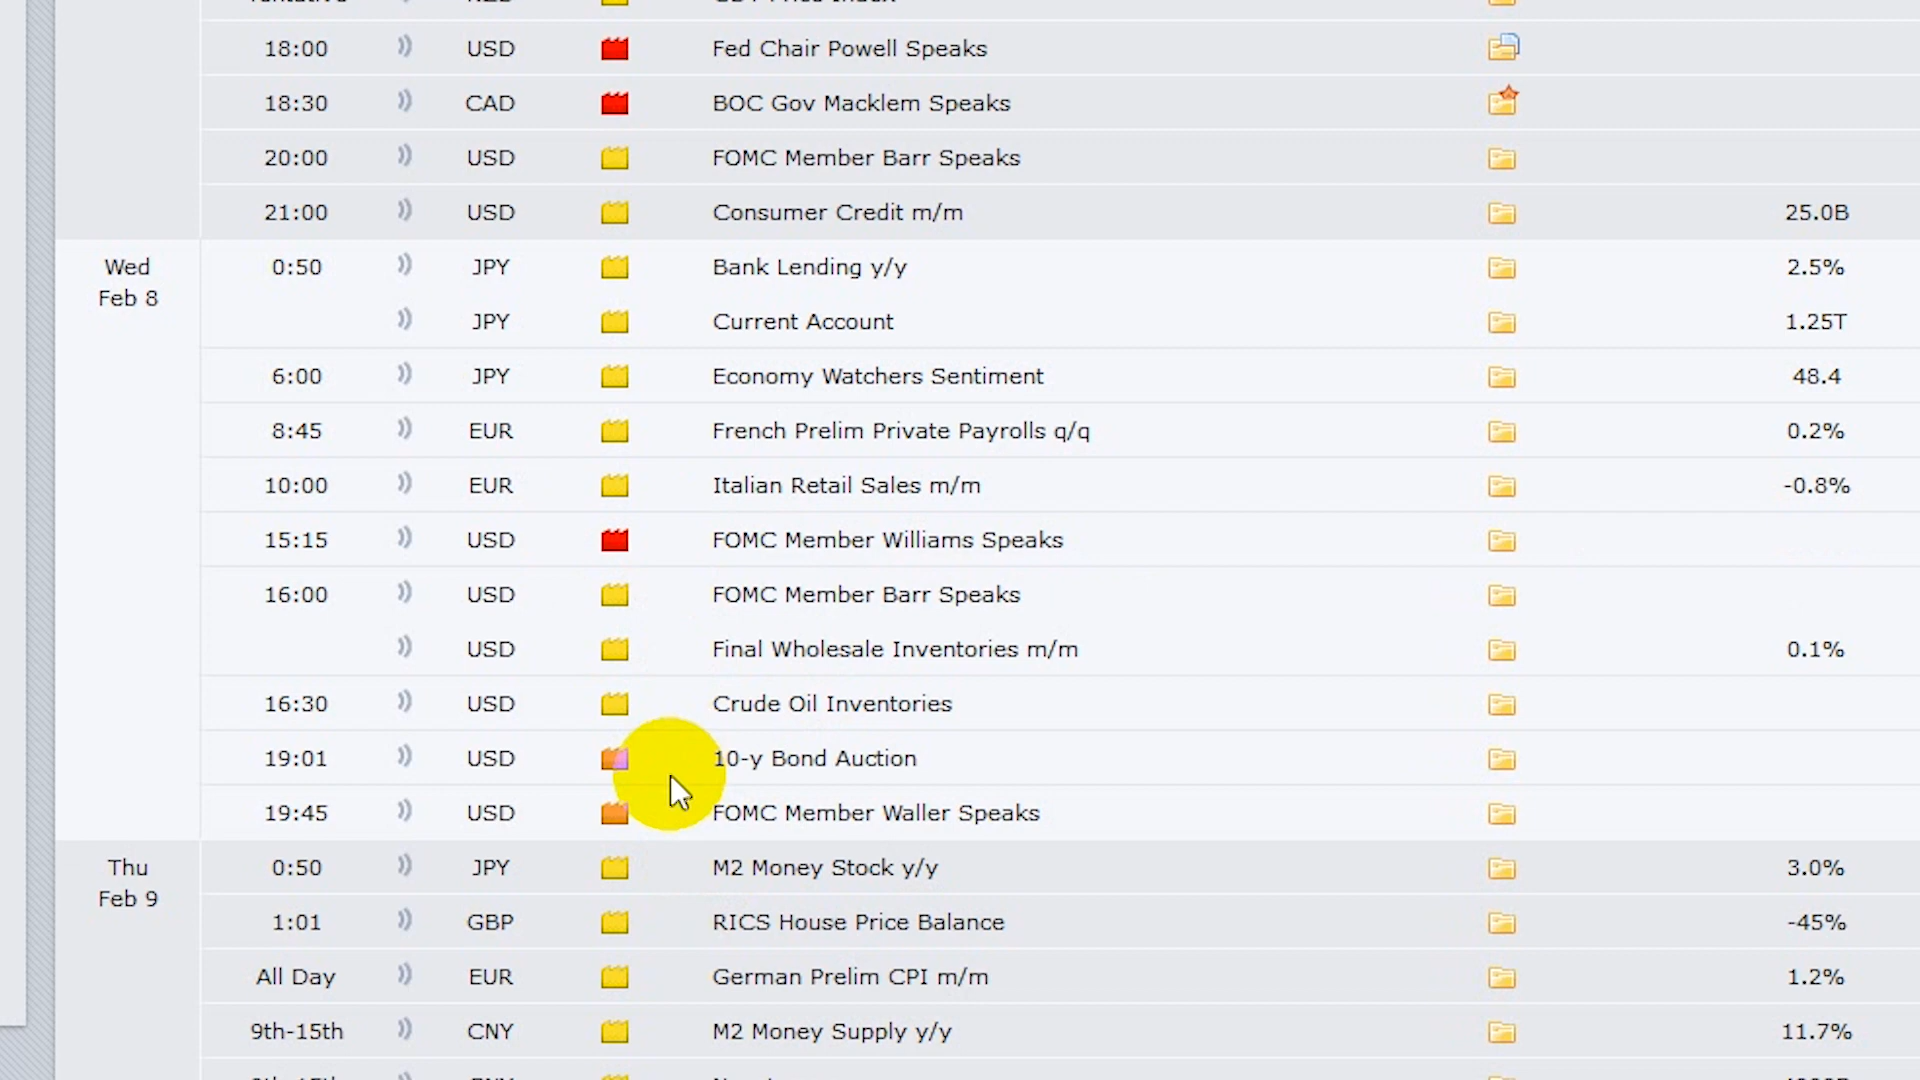 18:00 USD Fed Chair Powell Speaks
18:30 CAD BOC Gov Macklem Speaks
20:00 USD FOMC Member Barr Speaks
21:00 USD Consumer Credit m/m 25.0B
Wed
Feb 8
0:50 JPY Bank Lending y/y 2.5%
JPY Current Account 1.25T
6:00 JPY Economy Watchers Sentiment 48.4
8:45 EUR French Prelim Private Payrolls q/q 0.2%
10:00 EUR Italian Retail Sales m/m -0.8%
15:15 USD FOMC Member Williams Speaks
16:00 USD FOMC Member Barr Speaks
USD Final Wholesale Inventories m/m 0.1%
16:30 USD Crude Oil Inventories
19:01 USD 10-y Bond Auction
19:45 USD FOMC Member Waller Speaks
Thu
Feb 9
0:50 JPY M2 Money Stock y/y 3.0%
1:01 GBP RICS House Price Balance -45%
All Day EUR German Prelim CPI m/m 1.2%
9th-15th CNY M2 Money Supply y/y 11.7%